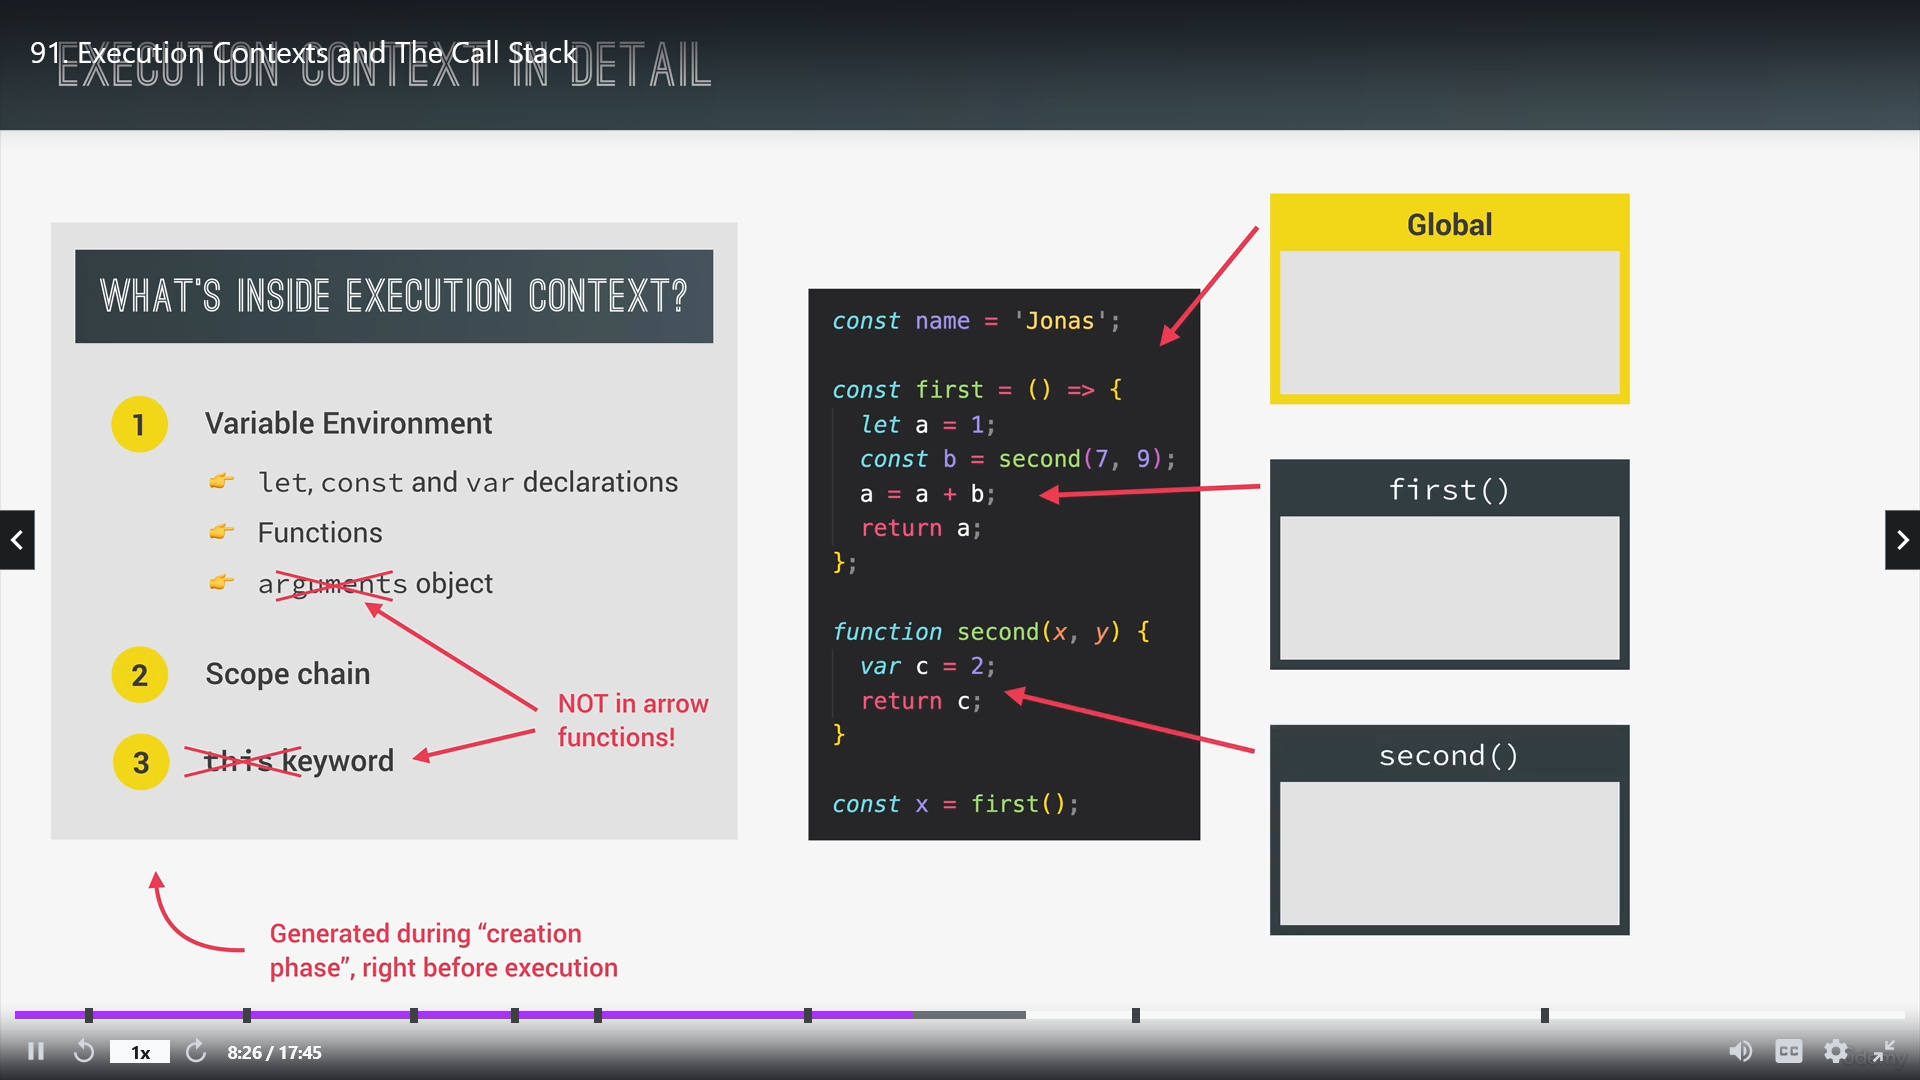 91. Execution Contexts and The Call Stack
EXECUTION CONTEXT IN DETAIL
WHAT'S INSIDE EXECUTION CONTEXT?
1 Variable Environment
👉 let, const and var declarations
👉 Functions
👉 arguments object
2 Scope chain
NOT in arrow
functions!
3 this keyword
Generated during “creation
phase”, right before execution
const name = 'Jonas';
const first = () => {
let a = 1;
const b = second(7, 9);
a = a + b;
return a;
};
function second(x, y) {
var c = 2;
return c;
}
const x = first();
Global
first()
second()
1x
8:26 / 17:45
CC
Udemy